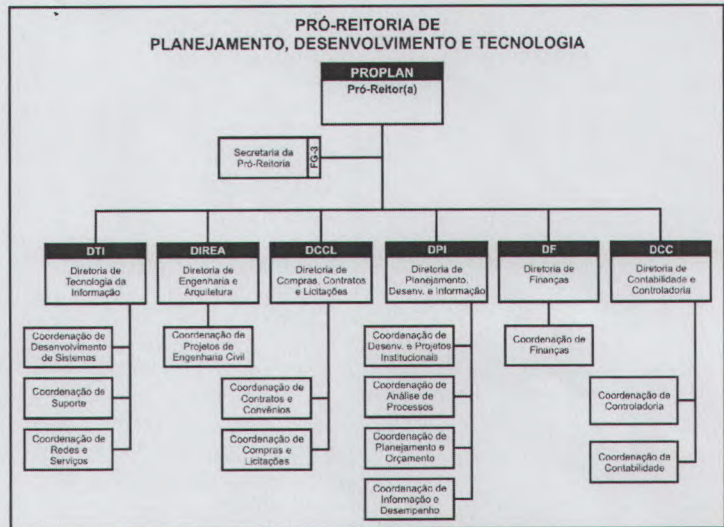 PRÓ-REITORIA DE
PLANEJAMENTO, DESENVOLVIMENTO E TECNOLOGIA
PROPLAN
Pró-Reitor(a)
Secretaria da
Pró-Reitoria
FG-3
DTI
Diretoria de
Tecnologia da
Informação
DIREA
Diretoria de
Engenharia e
Arquitetura
DCCL
Diretoria de
Compras, Contratos
e Licitações
DPI
Diretoria de
Planejamento,
Desenv. e Informação
DF
Diretoria de
Finanças
DCC
Diretoria de
Contabilidade e
Controladoria
Coordenação de
Desenvolvimento
de Sistemas
Coordenação de
Suporte
Coordenação de
Redes e
Serviços
Coordenação de
Projetos de
Engenharia Civil
Coordenação de
Contratos e
Convênios
Coordenação de
Compras e
Licitações
Coordenação de
Desenv. e Projetos
Institucionais
Coordenação de
Análise de
Processos
Coordenação de
Planejamento e
Orçamento
Coordenação de
Informação e
Desempenho
Coordenação de
Finanças
Coordenação de
Controladoria
Coordenação de
Contabilidade